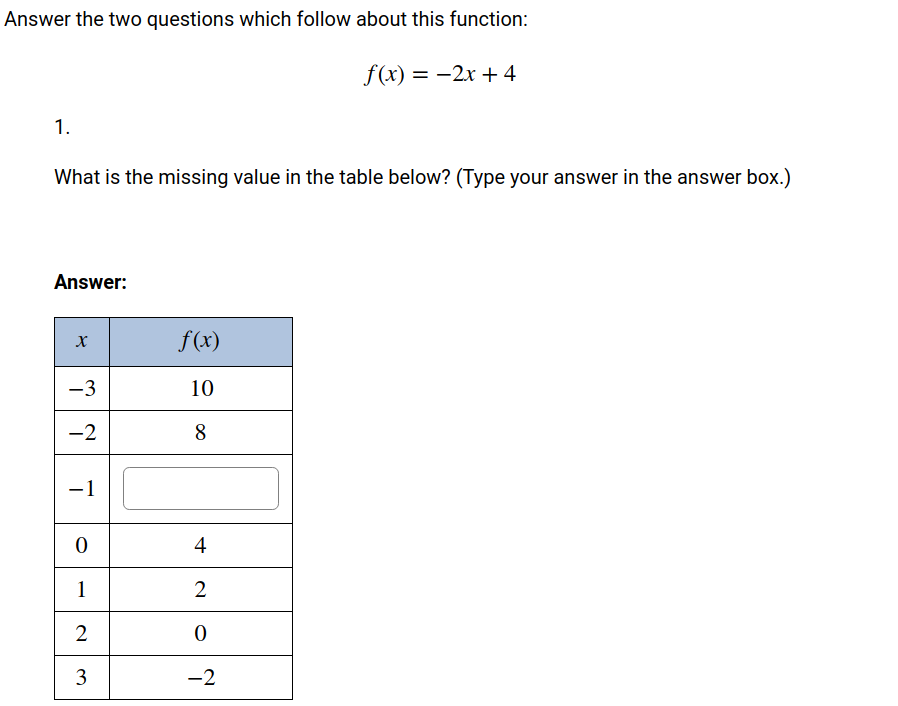 Answer the two questions which follow about this function:
f(x) = −2x + 4
1.
What is the missing value in the table below? (Type your answer in the answer box.)
Answer:
x f(x)
−3 10
−2 8
−1
0 4
1 2
2 0
3 −2